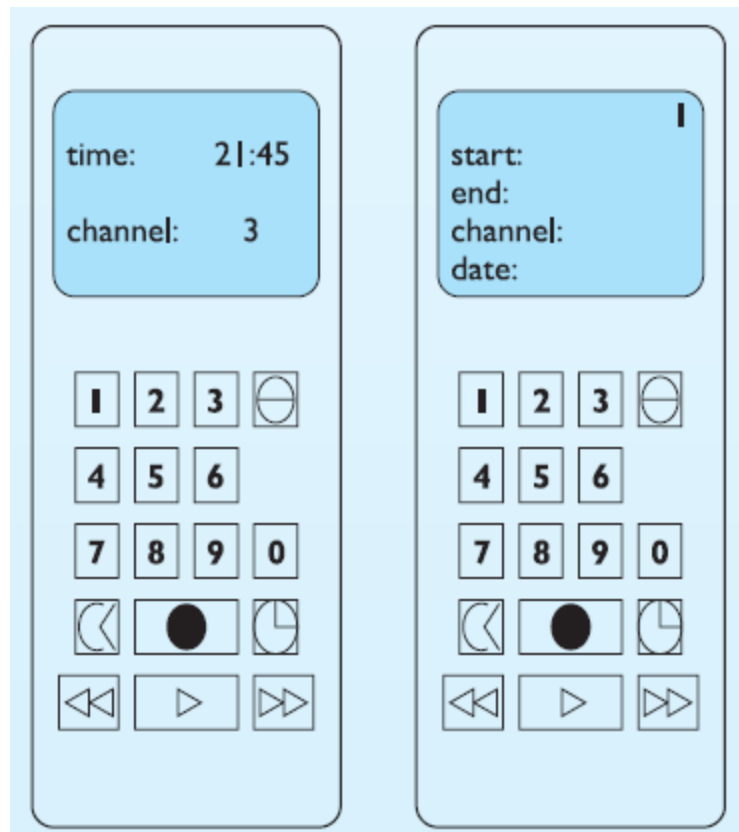 time: 21:45
channel: 3
1 2 3
4 5 6
7 8 9 0
1
start:
end:
channel:
date:
1 2 3
4 5 6
7 8 9 0